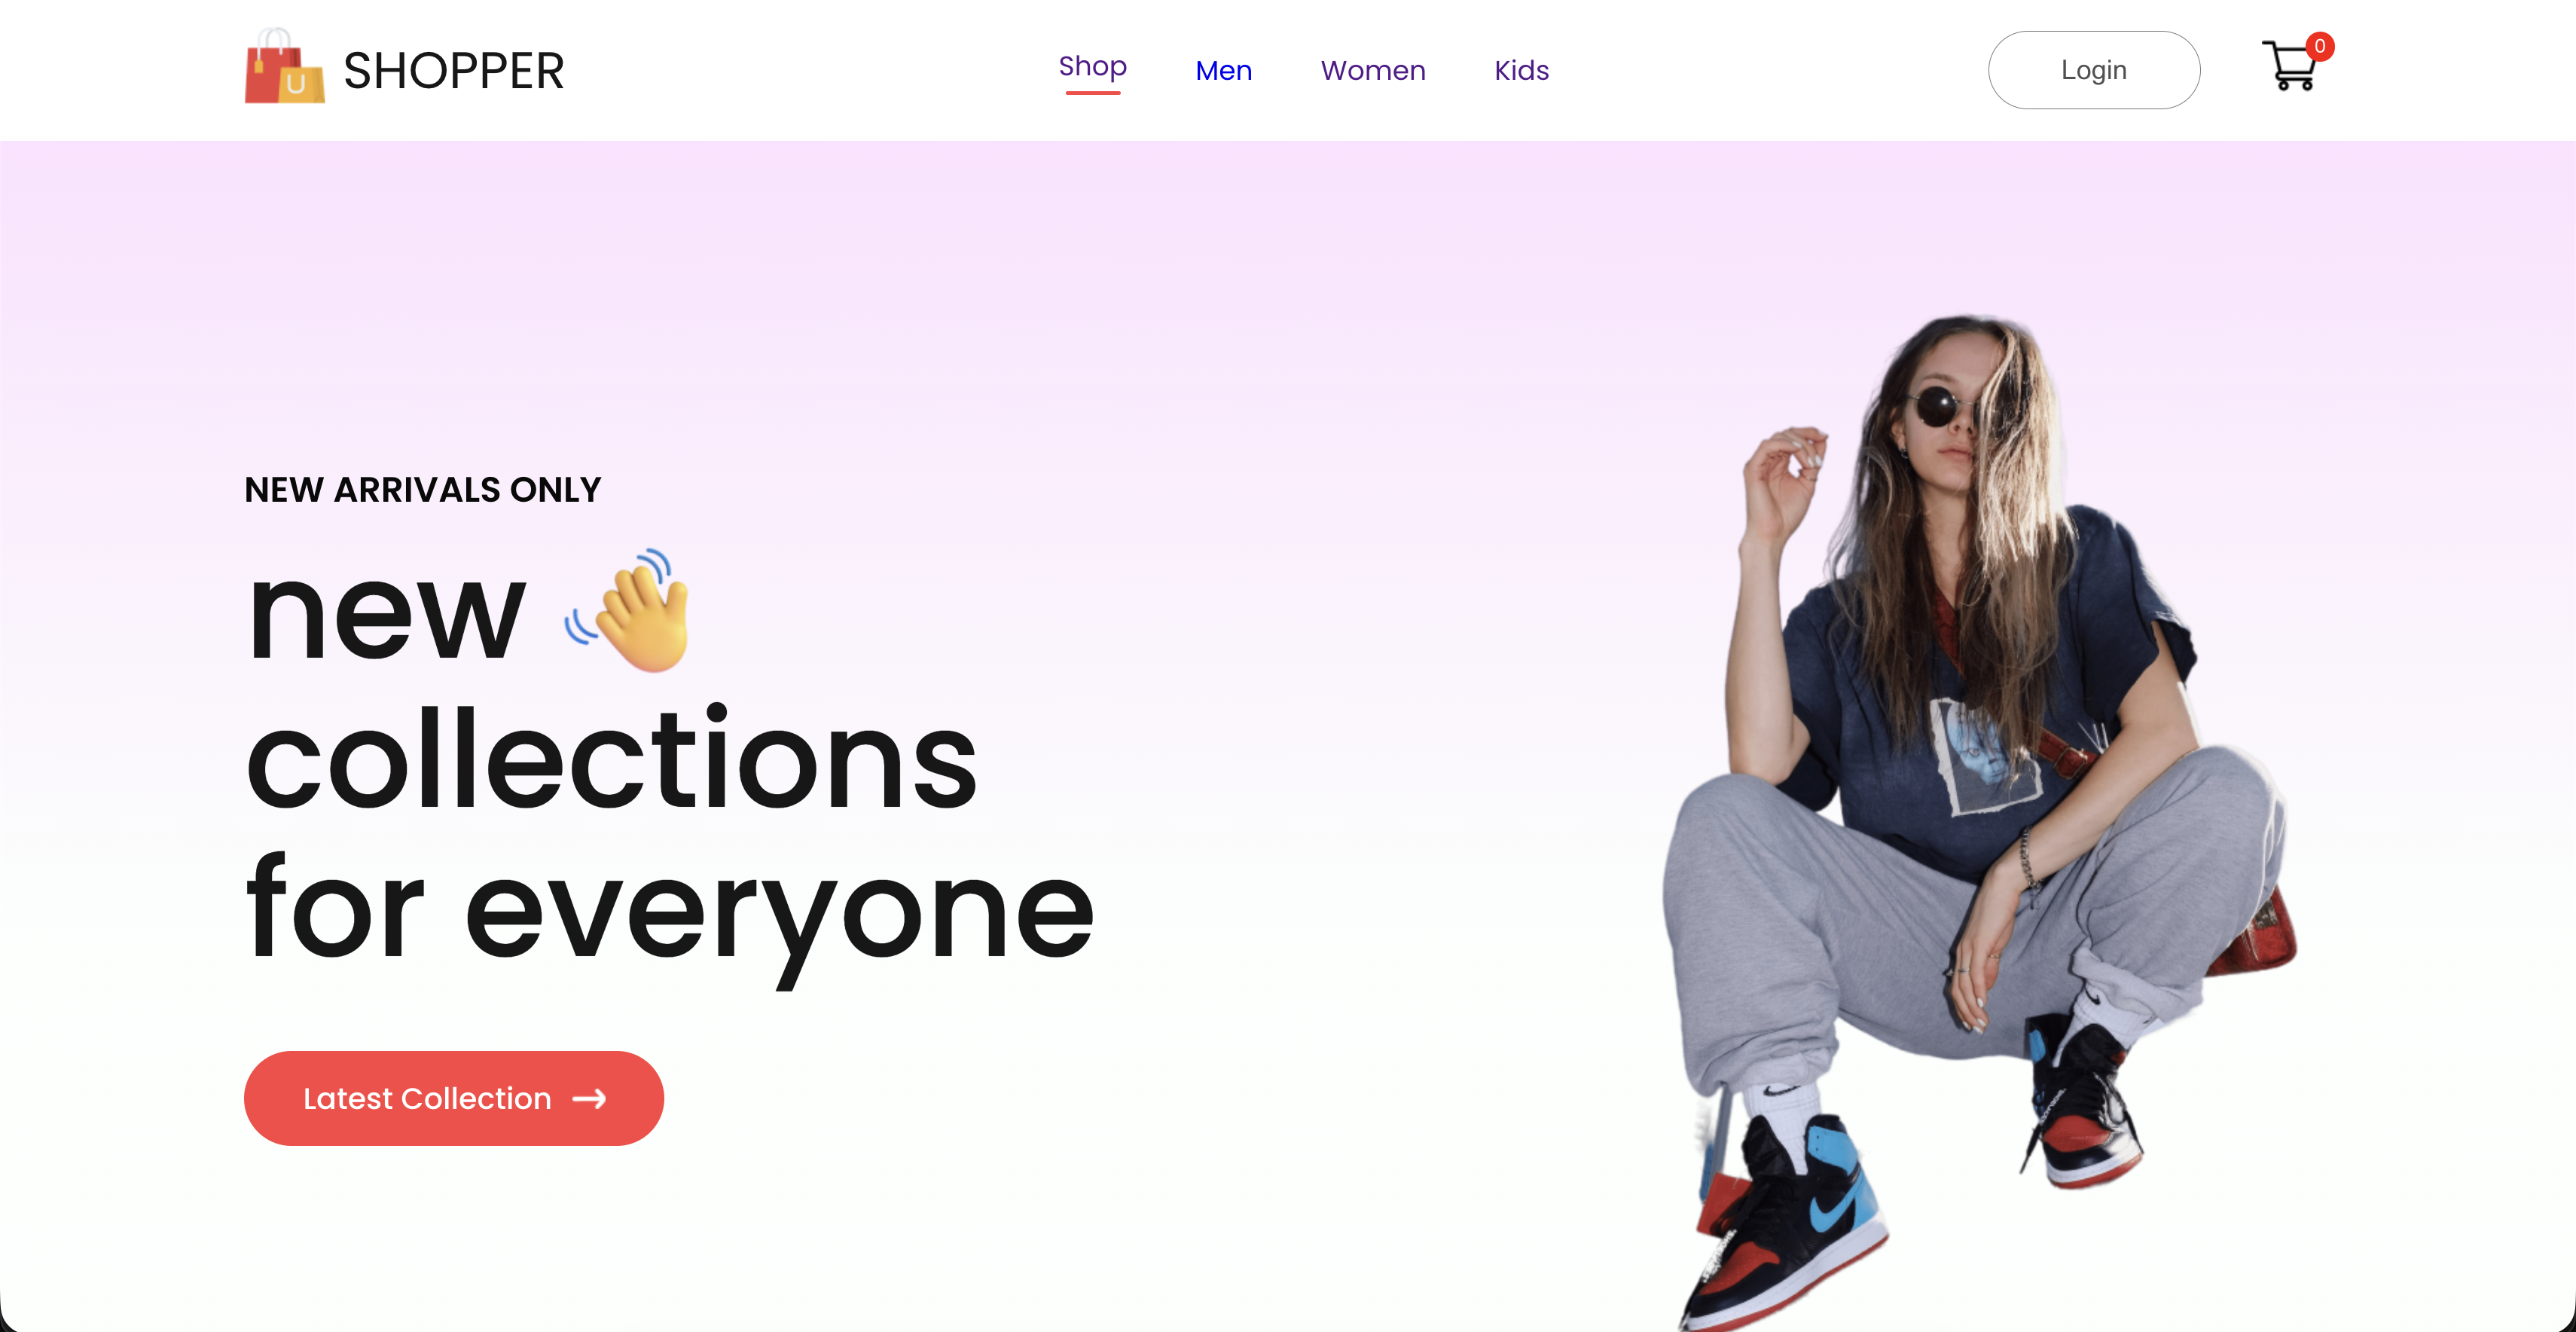 SHOPPER
Shop
Men
Women
Kids
Login
0
NEW ARRIVALS ONLY
new
collections
for everyone
Latest Collection